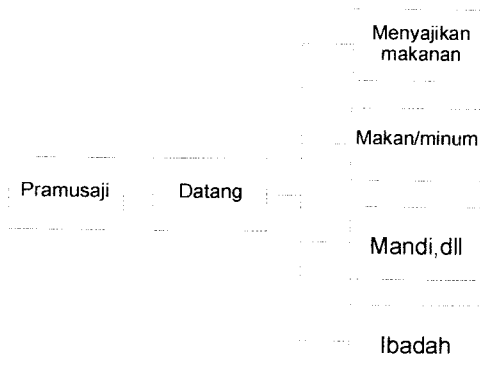 Pramusaji
Datang
Menyajikan
makanan
Makan/minum
Mandi,dll
Ibadah